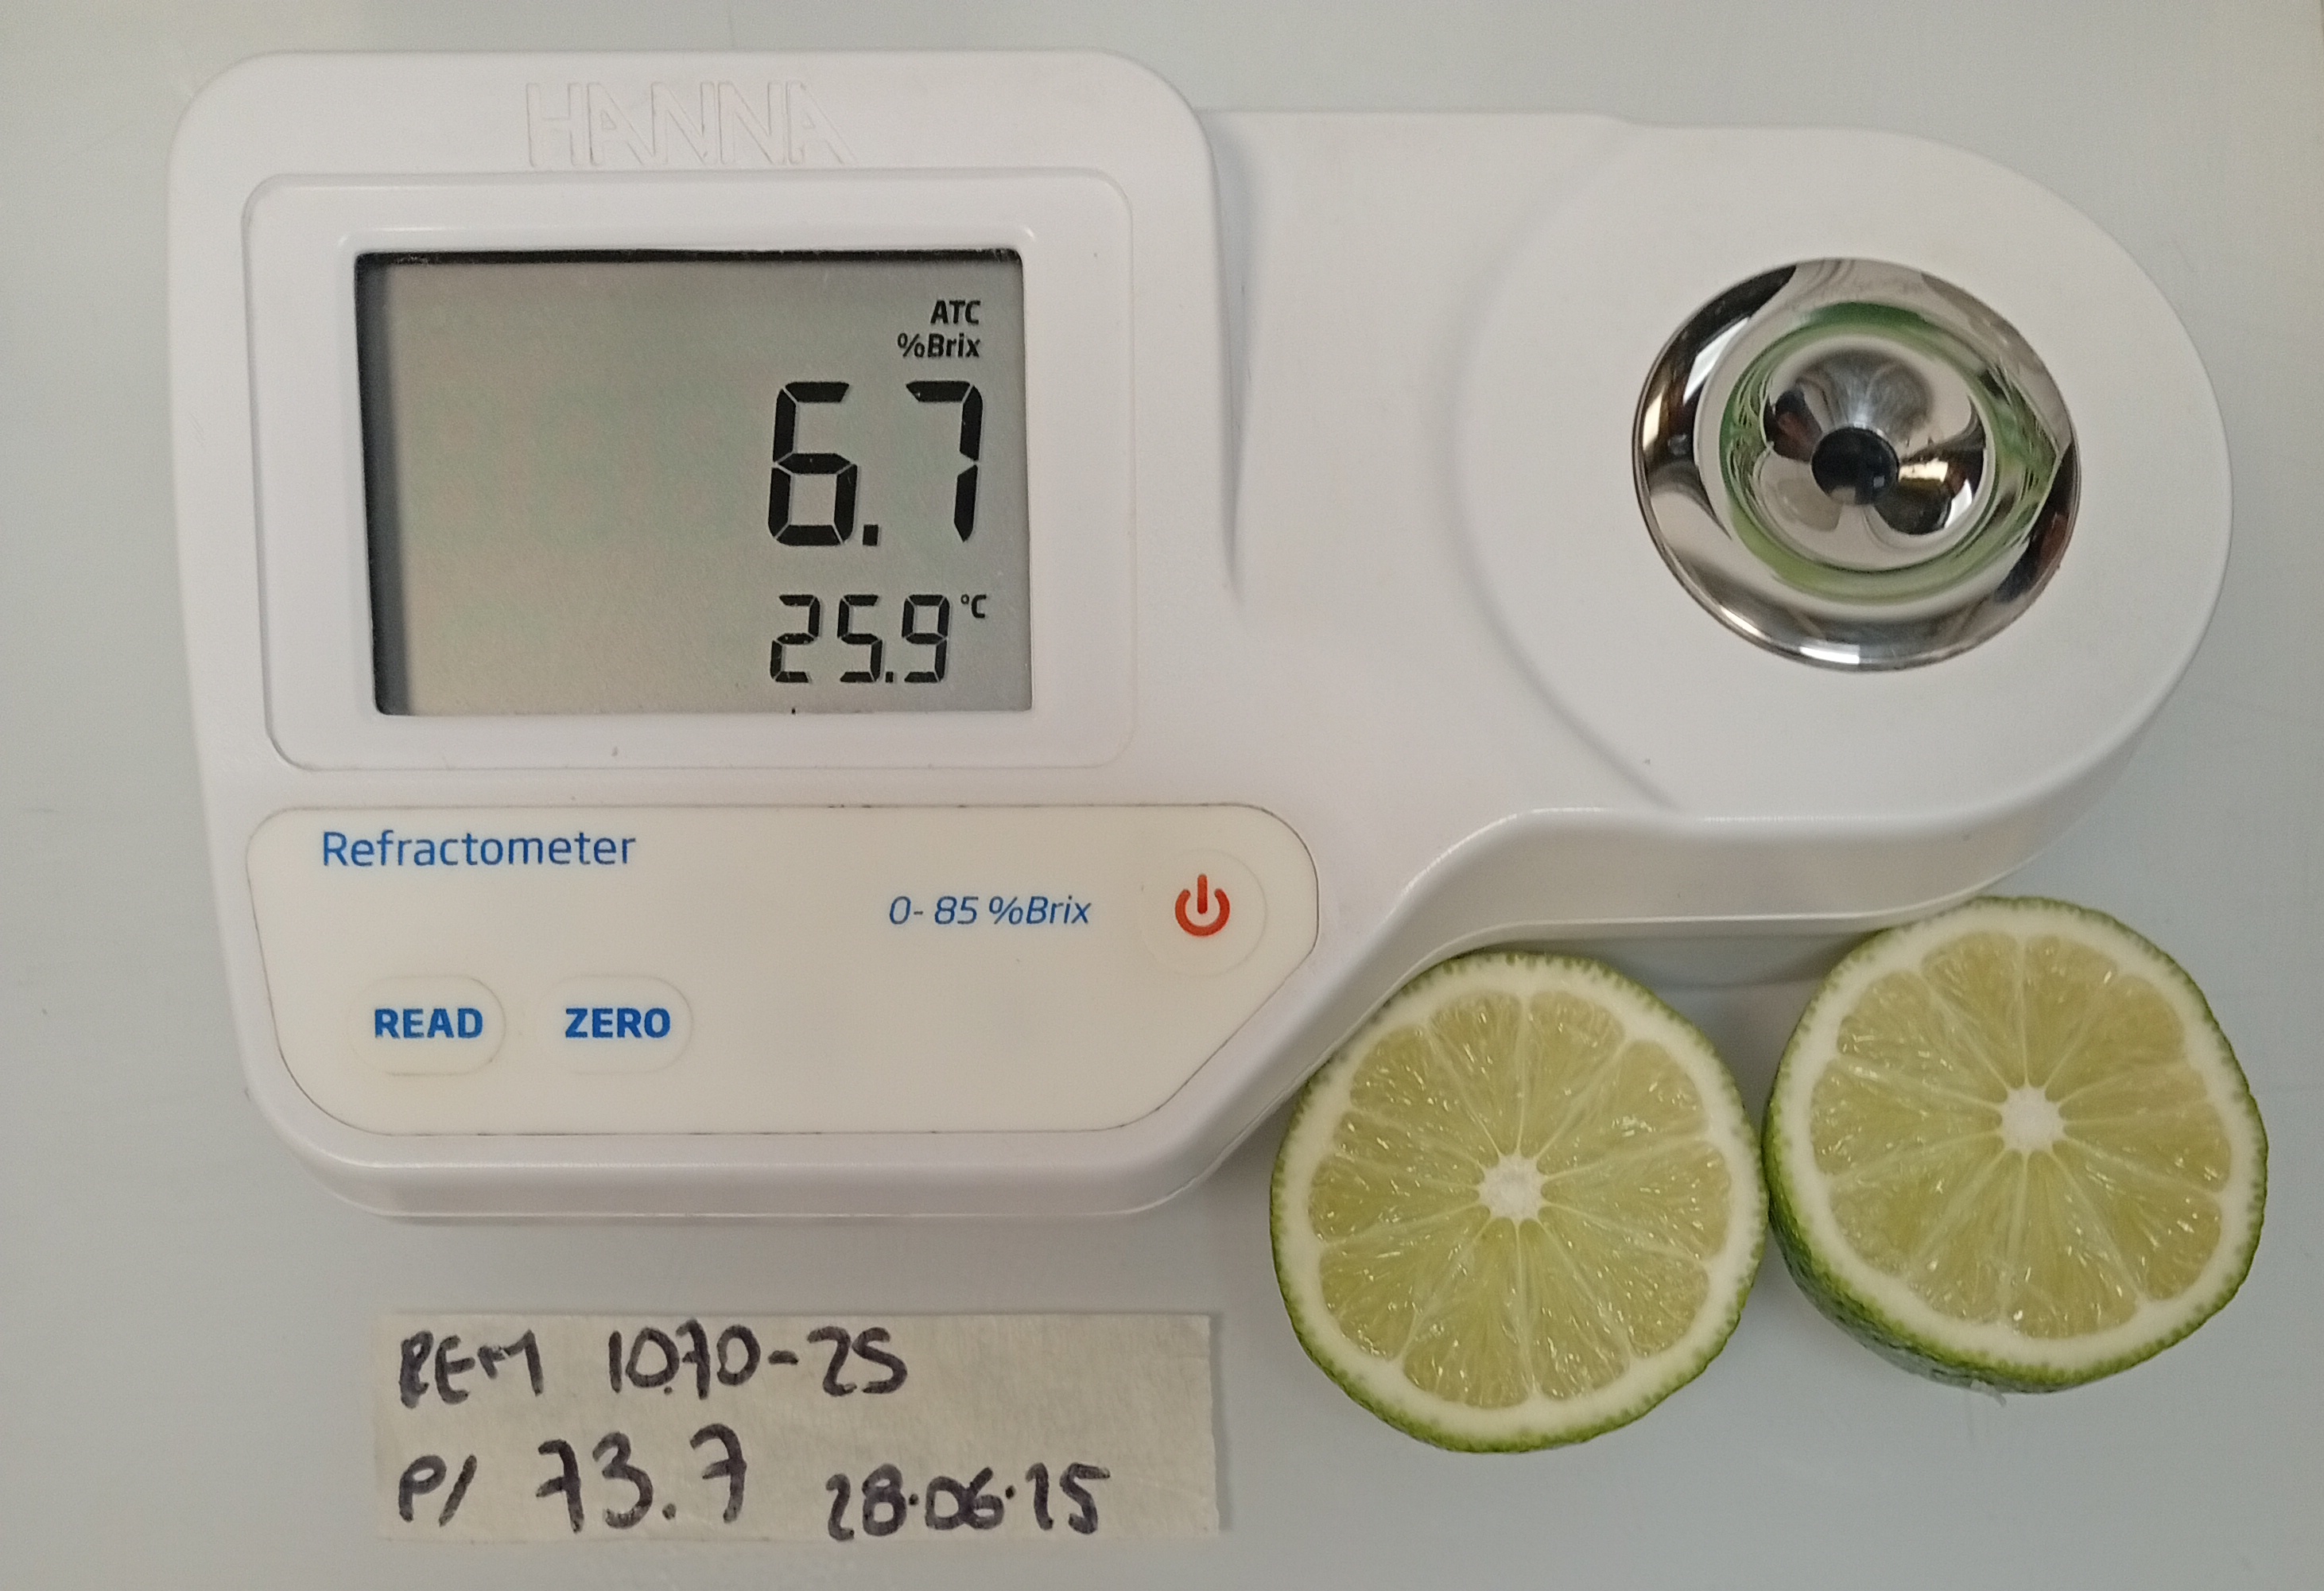 HANNA
ATC
%Brix
6.7
25.9 °C
Refractometer
0-85 %Brix
READ ZERO
REM 1070-25
P/ 73.7 28.06.25